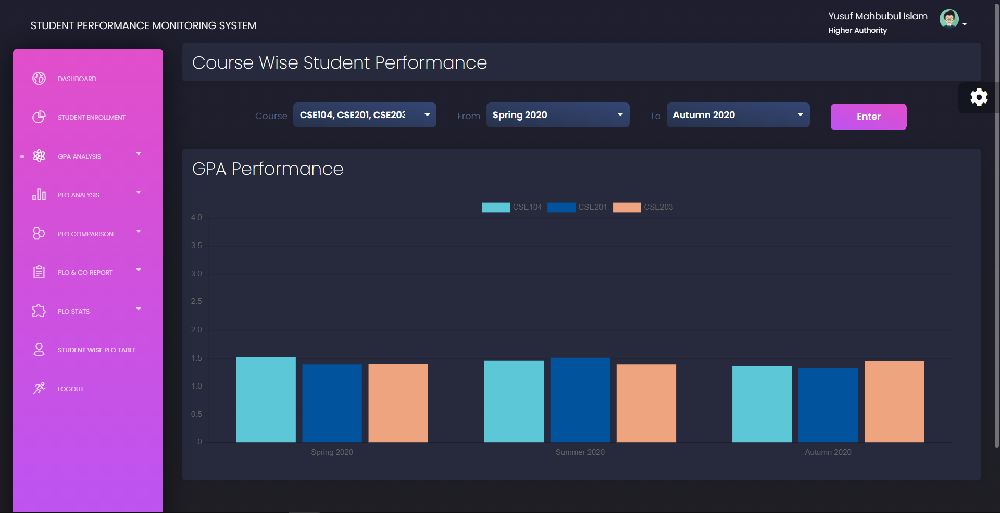 STUDENT PERFORMANCE MONITORING SYSTEM
Yusuf Mahbubul Islam
Higher Authority
DASHBOARD
STUDENT ENROLLMENT
GPA ANALYSIS
PLO ANALYSIS
PLO COMPARISON
PLO & CO REPORT
PLO STATS
STUDENT WISE PLO TABLE
LOGOUT
Course Wise Student Performance
Course CSE104, CSE201, CSE203 From Spring 2020 To Autumn 2020 Enter
GPA Performance
CSE104 CSE201 CSE203
4.0
3.5
3.0
2.5
2.0
1.5
1.0
0.5
0
Spring 2020 Summer 2020 Autumn 2020